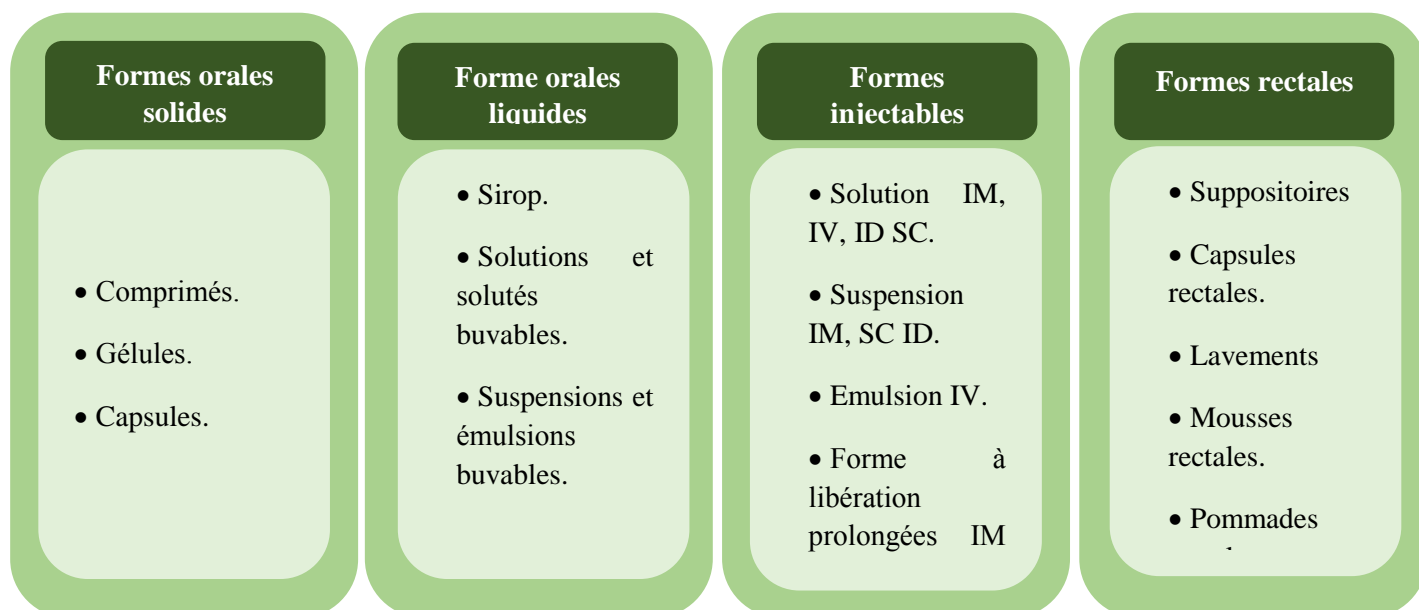 Formes orales
solides
• Comprimés.
• Gélules.
• Capsules.
Forme orales
liquides
• Sirop.
• Solutions et
solutés
buvables.
• Suspensions et
émulsions
buvables.
Formes
injectables
• Solution IM,
IV, ID SC.
• Suspension
IM, SC ID.
• Emulsion IV.
• Forme à
libération
prolongées IM
Formes rectales
• Suppositoires
• Capsules
rectales.
• Lavements
• Mousses
rectales.
• Pommades